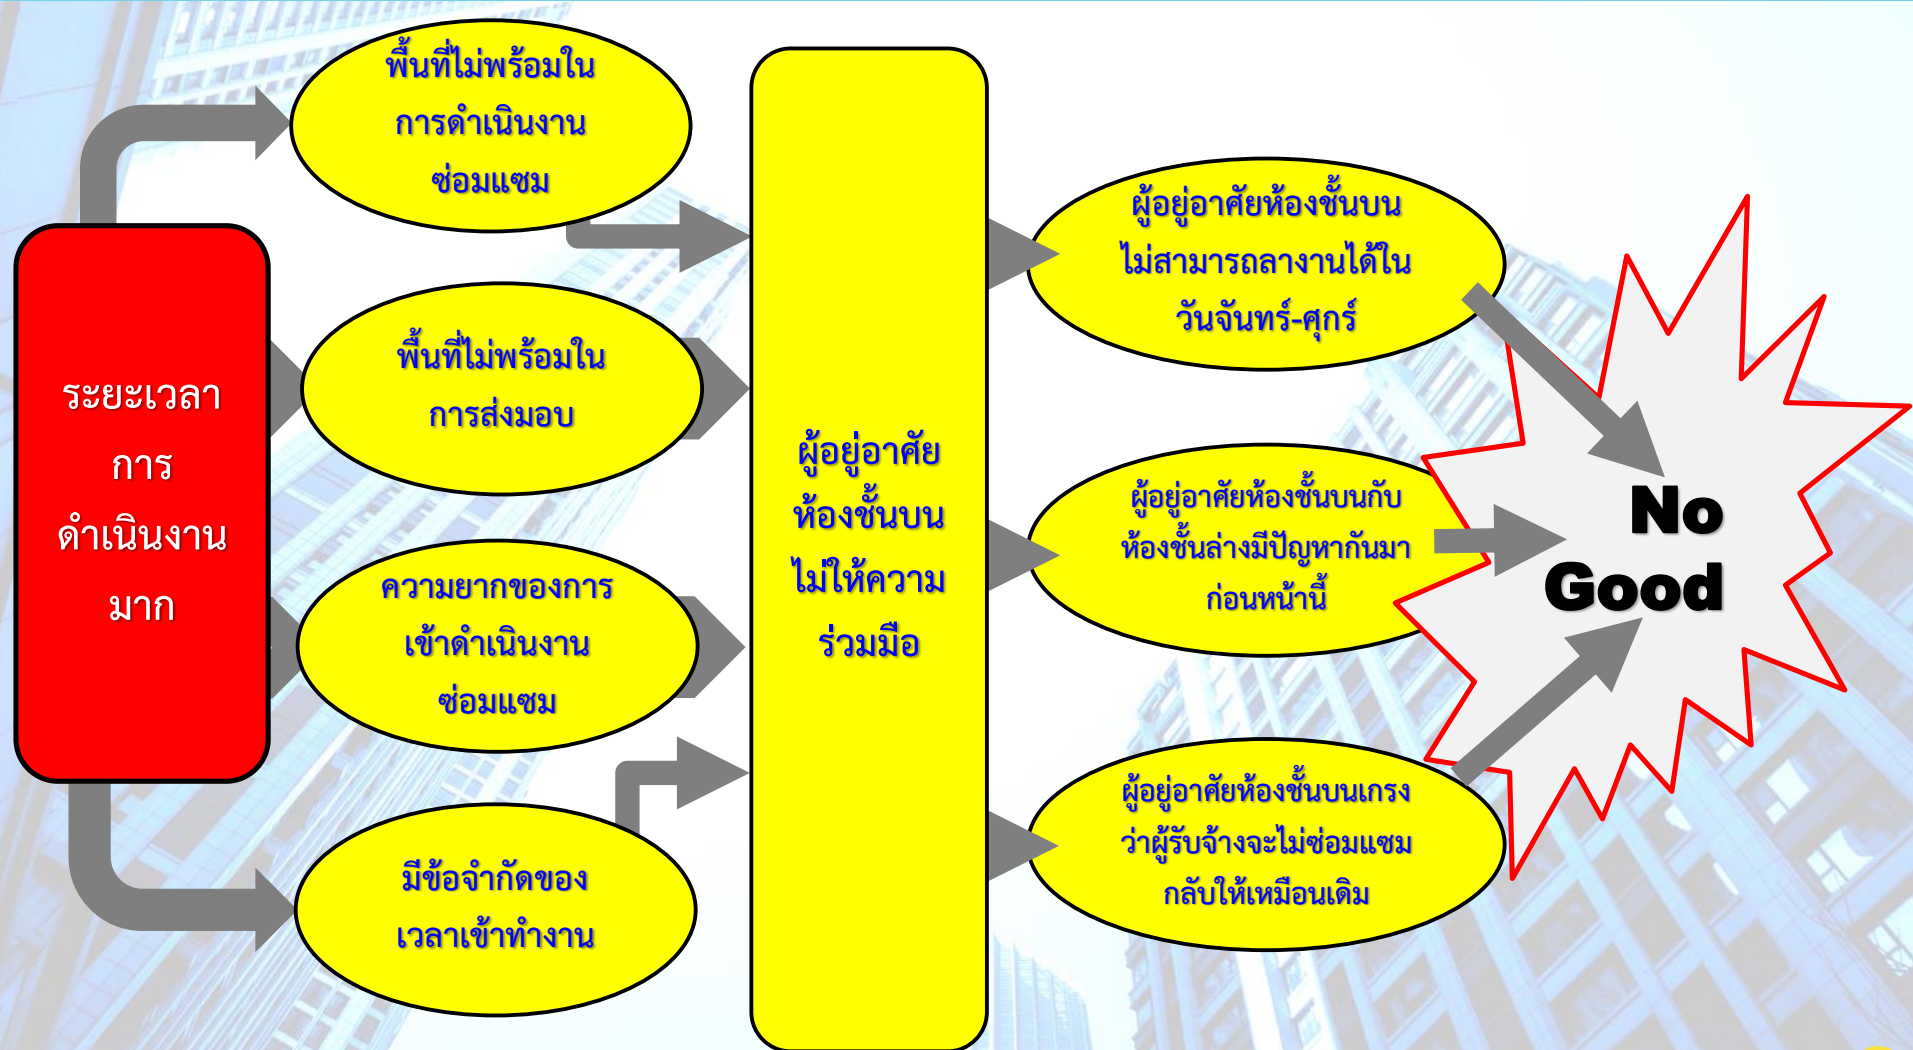 ระยะเวลา
การ
ดำเนินงาน
มาก
พื้นที่ไม่พร้อมใน
การดำเนินงาน
ซ่อมแซม
พื้นที่ไม่พร้อมใน
การส่งมอบ
ความยากของการ
เข้าดำเนินงาน
ซ่อมแซม
มีข้อจำกัดของ
เวลาเข้าทำงาน
ผู้อยู่อาศัย
ห้องชั้นบน
ไม่ให้ความ
ร่วมมือ
ผู้อยู่อาศัยห้องชั้นบน
ไม่สามารถลางานได้ใน
วันจันทร์-ศุกร์
ผู้อยู่อาศัยห้องชั้นบนกับ
ห้องชั้นล่างมีปัญหากันมา
ก่อนหน้านี้
ผู้อยู่อาศัยห้องชั้นบนเกรง
ว่าผู้รับจ้างจะไม่ซ่อมแซม
กลับให้เหมือนเดิม
No
Good